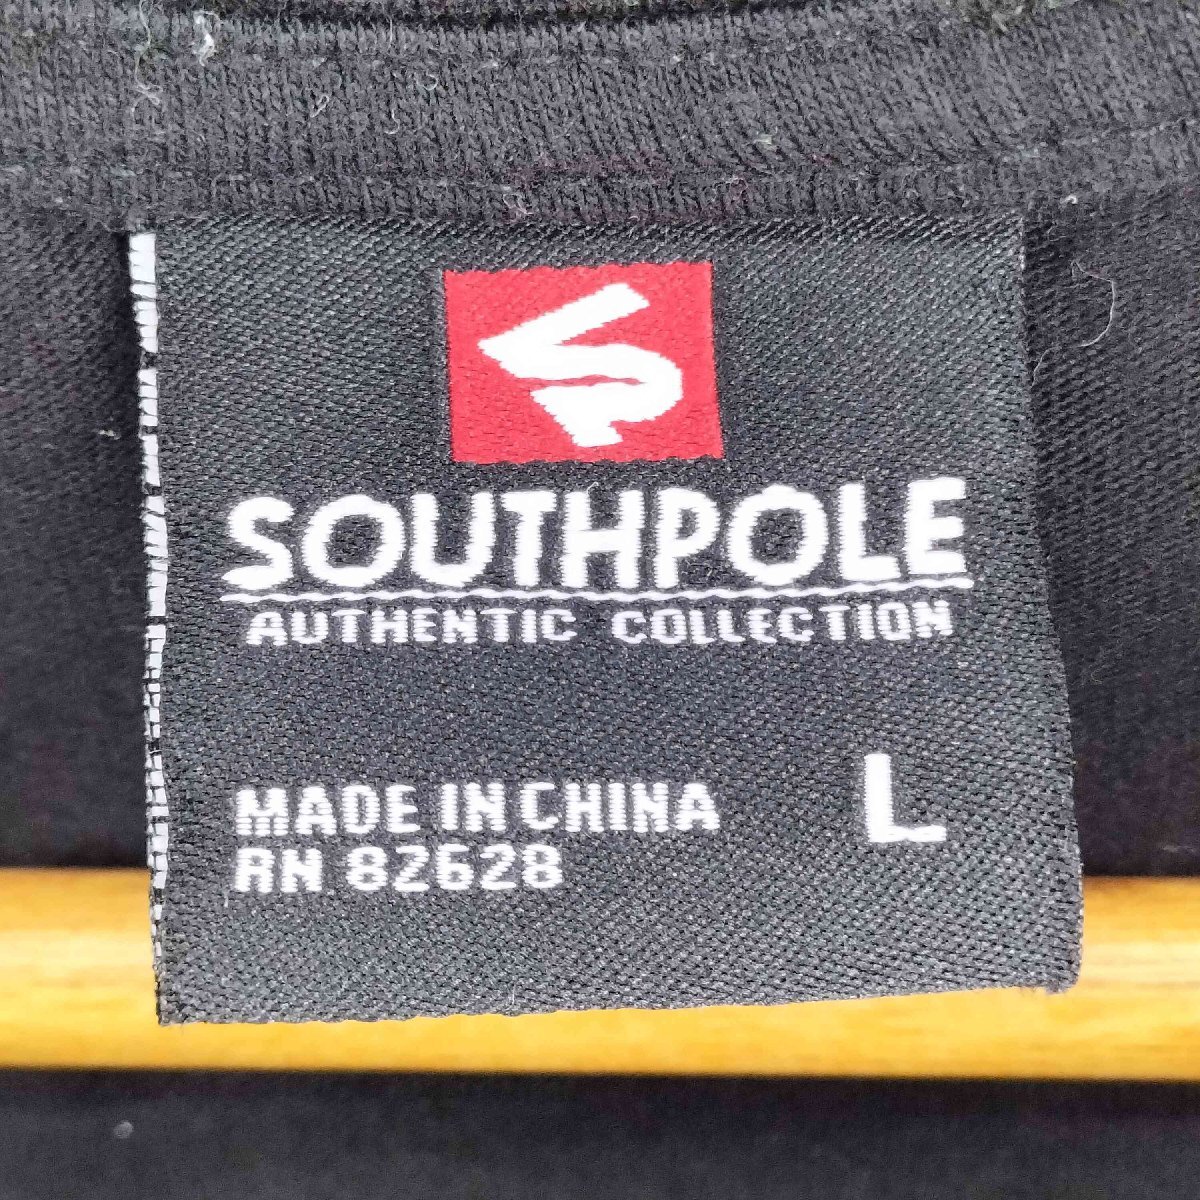 SOUTHPOLE
AUTHENTIC COLLECTION
MADE IN CHINA L
RN 82628